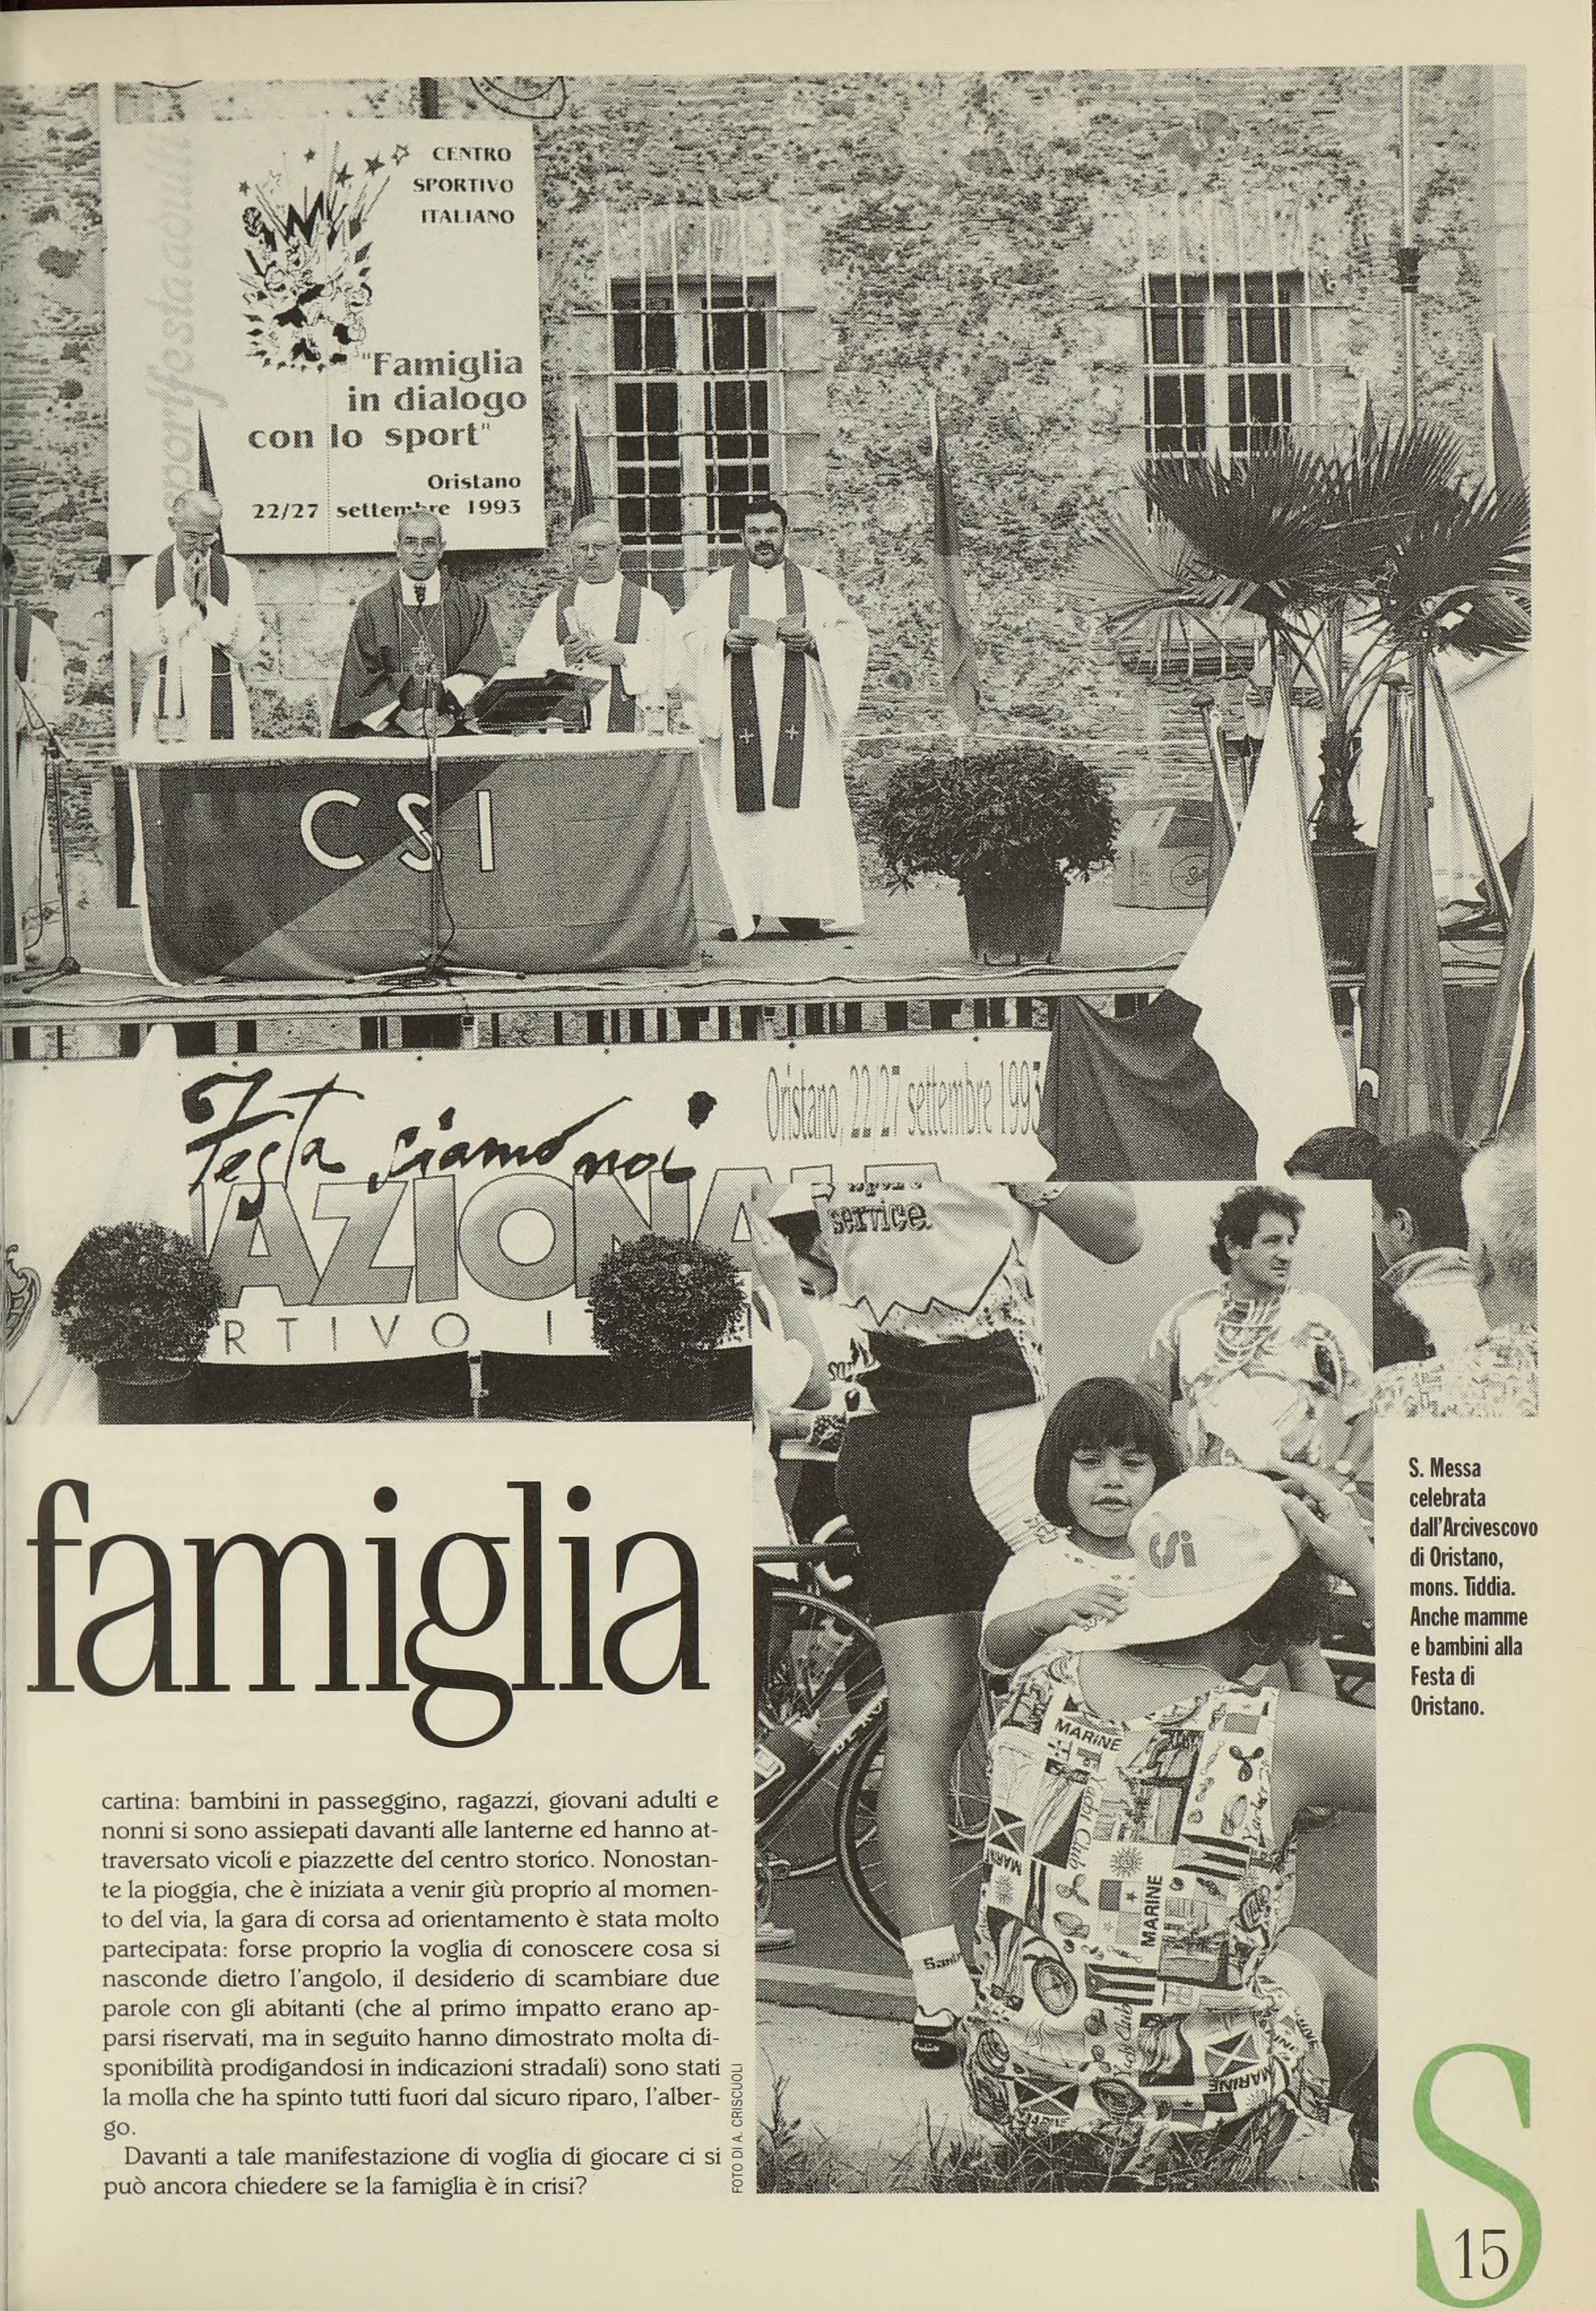 sportfestaaovunt
CENTRO
SPORTIVO
ITALIANO
"Famiglia
in dialogo
con lo sport"
Oristano
22/27 settembre 1993
CSI
Festa siamo noi
Oristano, 22/27 settembre 1993
NAZIONALE
RTIVO I
service
Si
MARINE
MARINE
MARINE
Sant
famiglia
S. Messa
celebrata
dall'Arcivescovo
di Oristano,
mons. Tiddia.
Anche mamme
e bambini alla
Festa di
Oristano.
cartina: bambini in passeggino, ragazzi, giovani adulti e
nonni si sono assiepati davanti alle lanterne ed hanno at-
traversato vicoli e piazzette del centro storico. Nonostan-
te la pioggia, che è iniziata a venir giù proprio al momen-
to del via, la gara di corsa ad orientamento è stata molto
partecipata: forse proprio la voglia di conoscere cosa si
nasconde dietro l'angolo, il desiderio di scambiare due
parole con gli abitanti (che al primo impatto erano ap-
parsi riservati, ma in seguito hanno dimostrato molta di-
sponibilità prodigandosi in indicazioni stradali) sono stati
la molla che ha spinto tutti fuori dal sicuro riparo, l'alber-
go.
Davanti a tale manifestazione di voglia di giocare ci si
può ancora chiedere se la famiglia è in crisi?
FOTO DI A. CRISCUOLI
S
15